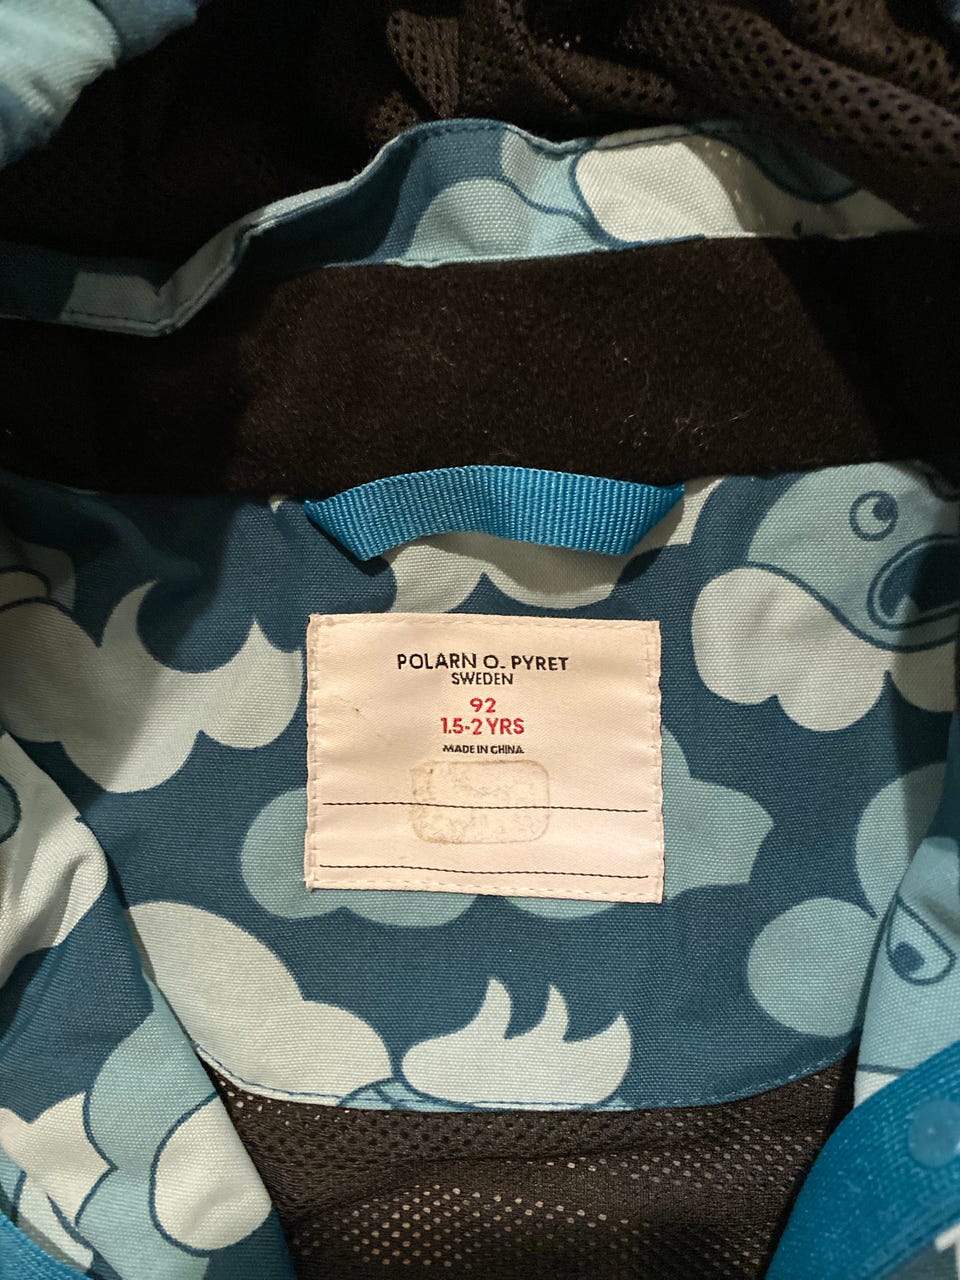 POLARN O. PYRET
SWEDEN
92
1.5-2 YRS
MADE IN CHINA